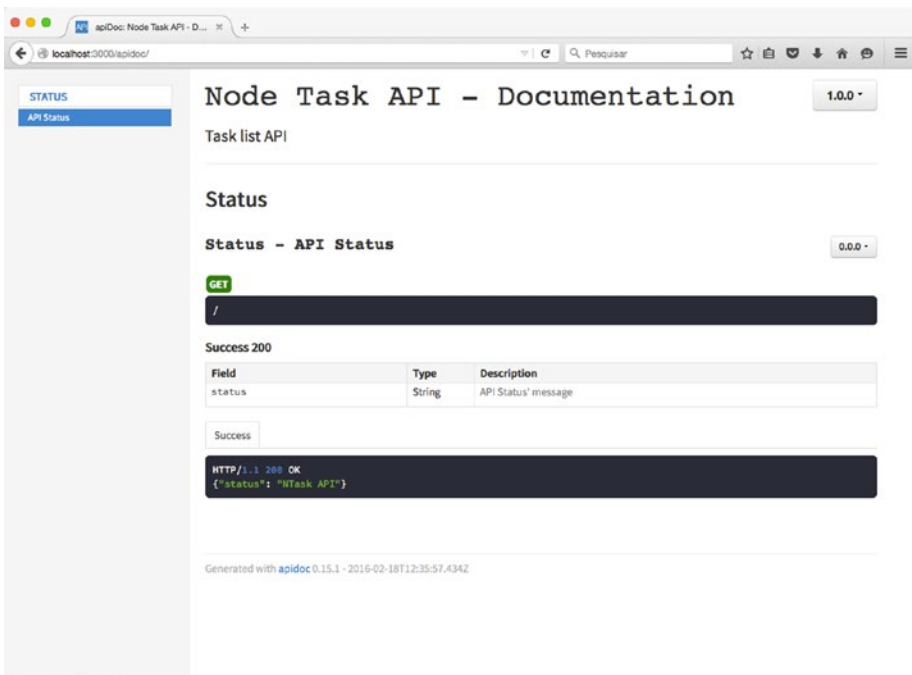 API apiDoc: Node Task API - D...
localhost:3000/apidoc/
Pesquisar
STATUS
API Status
Node Task API - Documentation
1.0.0
Task list API
Status
Status - API Status
0.0.0
GET
/
Success 200
Field Type Description
status String API Status' message
Success
HTTP/1.1 200 OK
{"status": "NTask API"}
Generated with apidoc 0.15.1 - 2016-02-18T12:35:57.434Z